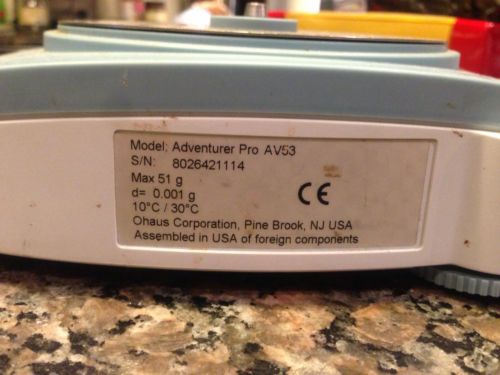 Model: Adventurer Pro AV53
S/N: 8026421114
Max 51 g
d= 0.001 g
10°C / 30°C
CE
Ohaus Corporation, Pine Brook, NJ USA
Assembled in USA of foreign components